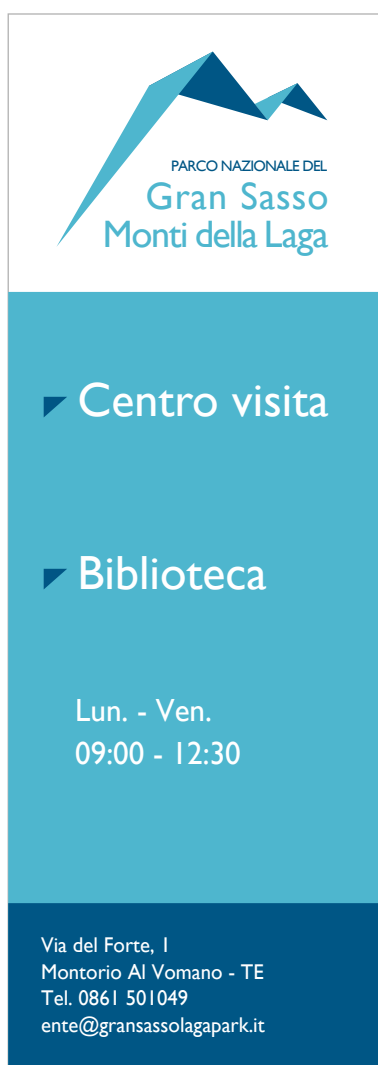 PARCO NAZIONALE DEL
Gran Sasso
Monti della Laga
Centro visita
Biblioteca
Lun. - Ven.
09:00 - 12:30
Via del Forte, 1
Montorio Al Vomano - TE
Tel. 0861 501049
ente@gransassolagapark.it